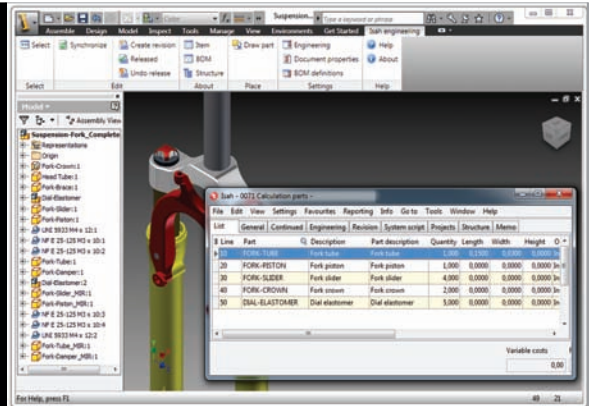 Suspension...
Type a keyword or phrase
Assemble Design Model Inspect Tools Manage View Environments Get Started Isah engineering
Select Synchronize Create revision Item Draw part Engineering Help
Released BOM Document properties About
Undo release Structure BOM definitions
Select Edit About Place Settings Help
Model
Assembly View
Suspension-Fork_Complete
Representations
Origin
Fork-Crown:1
Head Tube:1
Fork-Brace:1
Dial-Elastomer
Fork-Slider:1
Fork-Piston:1
UNE 5933 M4 x 12:1
NF E 25-125 M3 x 10:1
NF E 25-125 M3 x 10:2
Fork-Tube:1
Fork-Damper:1
Dial-Elastomer:2
Fork-Slider_MIR:1
Fork-Piston_MIR:1
NF E 25-125 M3 x 10:3
NF E 25-125 M3 x 10:4
UNE 5933 M4 x 12:2
Fork-Tube_MIR:1
Fork-Damper_MIR:1
Isah - 0071 Calculation parts -
File Edit View Settings Favourites Reporting Info Go to Tools Window Help
List General Continued Engineering Revision System script Projects Structure Memo
Line Part Description Part description Quantity Length Width Height
10 FORK-TUBE Fork tube Fork tube 1,000
20 FORK-PISTON Fork piston Fork piston 1,000 0,0000 0,0000 0,0000
30 FORK-SLIDER Fork slider Fork slider 4,000 0,0000 0,0000 0,0000
40 FORK-CROWN Fork crown Fork crown 2,000 0,0000 0,0000 0,0000
50 DIAL-ELASTOMER Dial elastomer Dial elastomer 5,000 0,0000 0,0000 0,0000
Variable costs
0,00
For Help, press F1 49 21